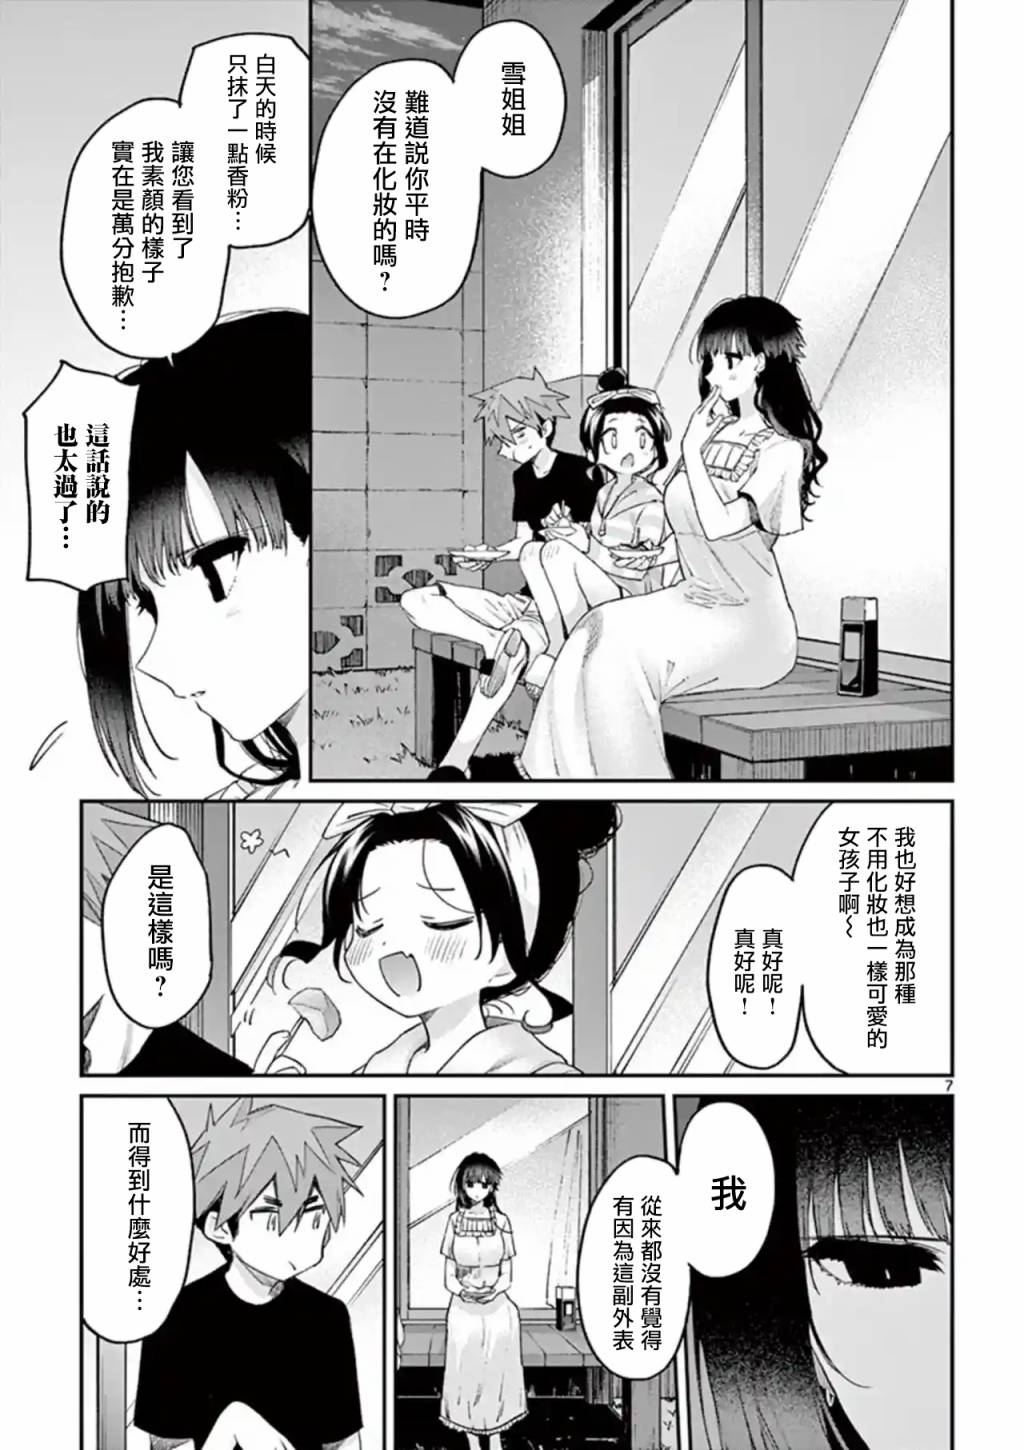 雪姐姐
難道説你平時
沒有在化妝的嗎?
白天的時候
只抹了一點香粉…
讓您看到了
我素顏的樣子
實在是萬分抱歉…
這話說的
也太過了…
我也好想成為那種
不用化妝也一樣可愛的
女孩子啊~
真好呢!
真好呢!
是這樣嗎?
7
我
從來都沒有覺得
有因為這副外表
而得到什麼好處…